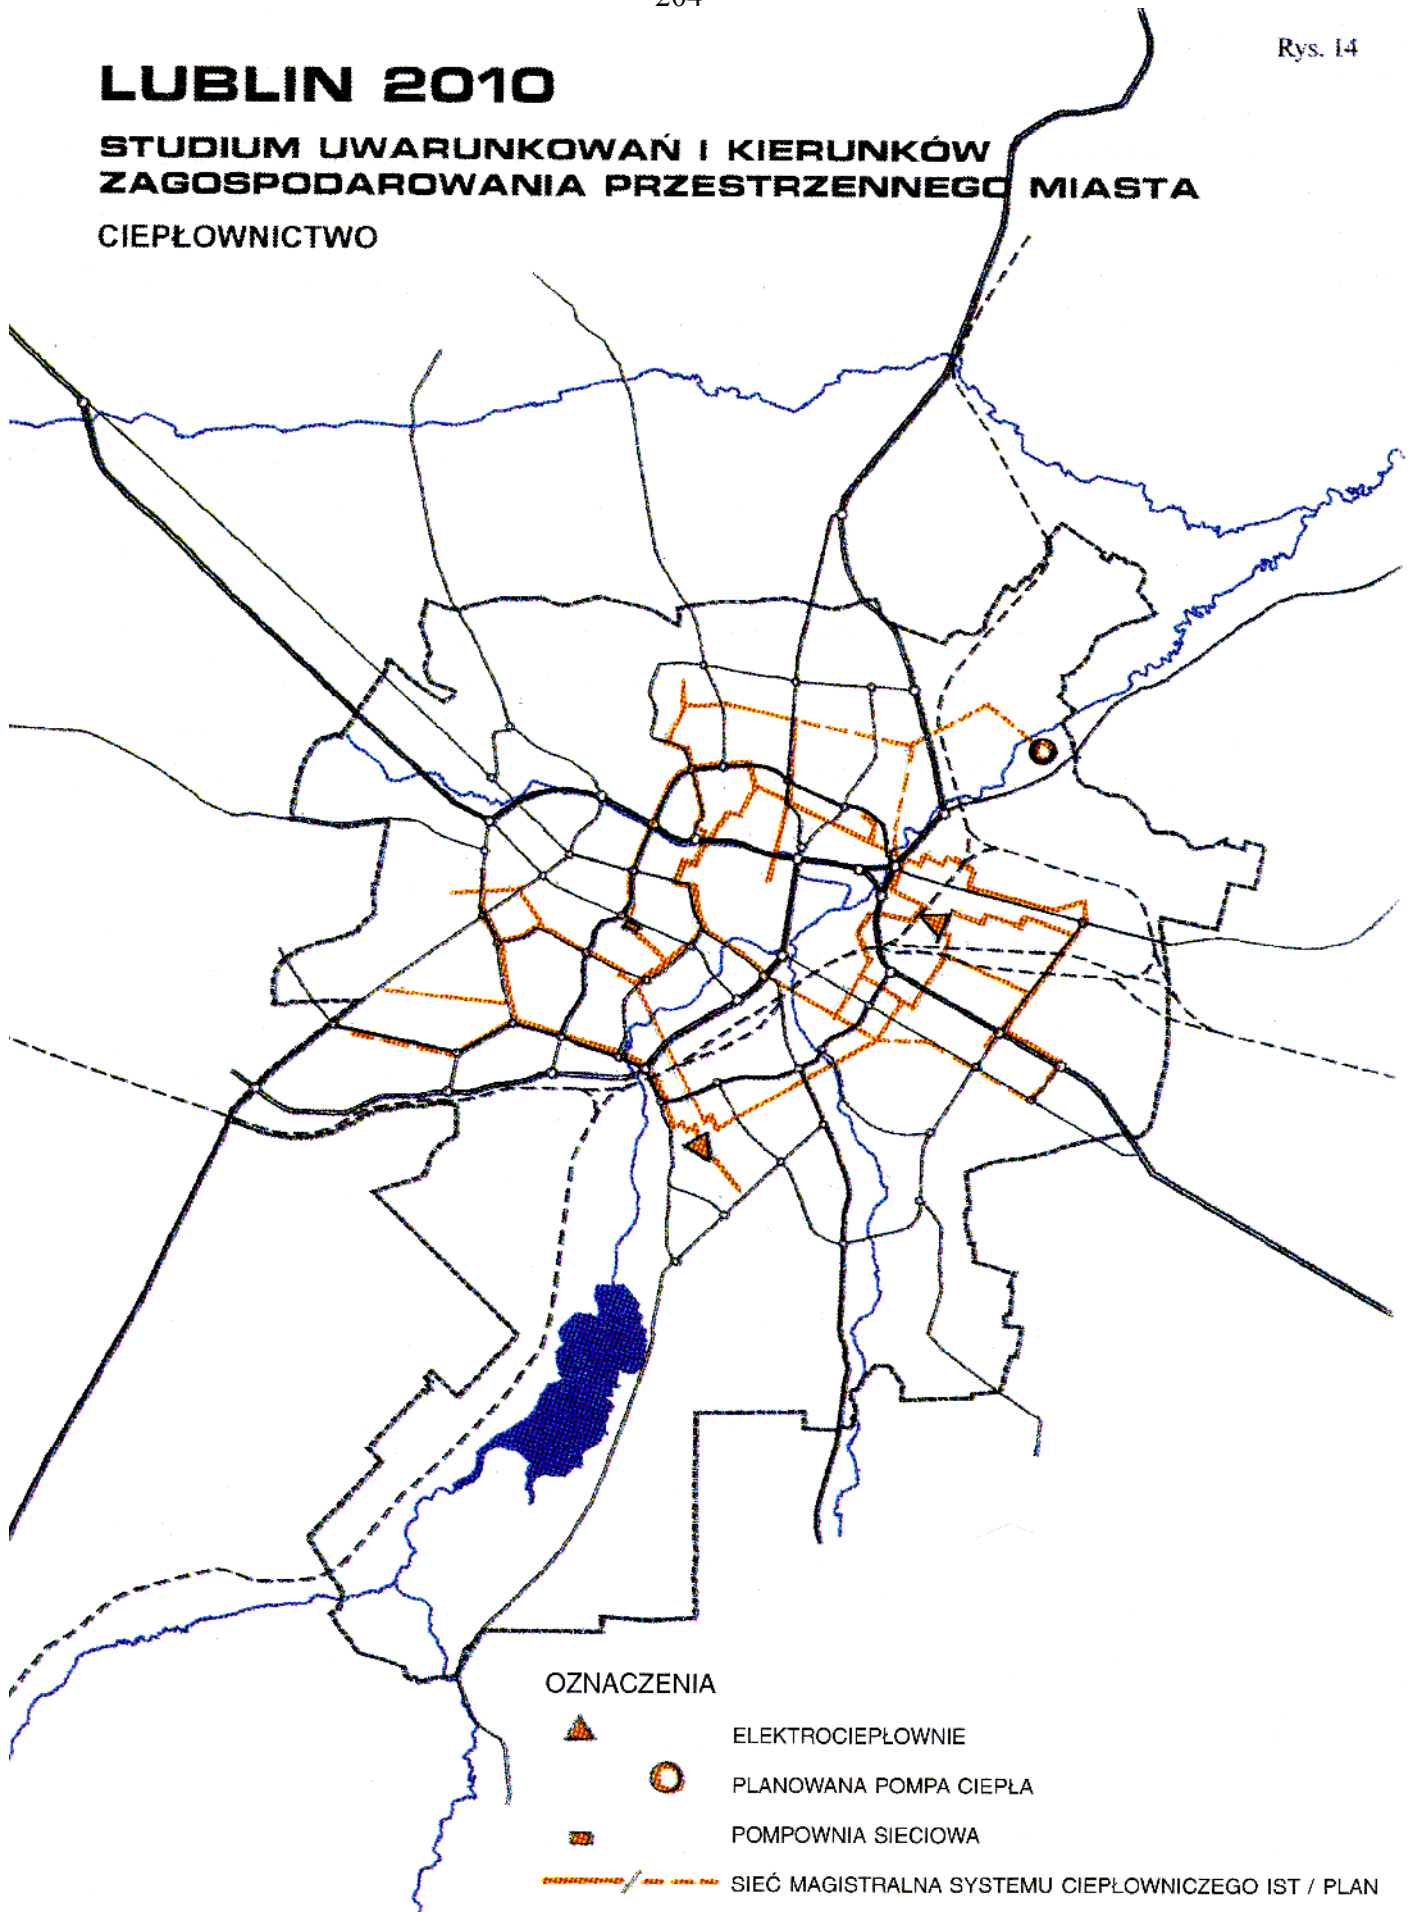 204
Rys. 14
LUBLIN 2010
STUDIUM UWARUNKOWAŃ I KIERUNKÓW
ZAGOSPODAROWANIA PRZESTRZENNEGO MIASTA
CIEPŁOWNICTWO
OZNACZENIA
ELEKTROCIEPŁOWNIE
PLANOWANA POMPA CIEPŁA
POMPOWNIA SIECIOWA
SIEĆ MAGISTRALNA SYSTEMU CIEPŁOWNICZEGO IST / PLAN